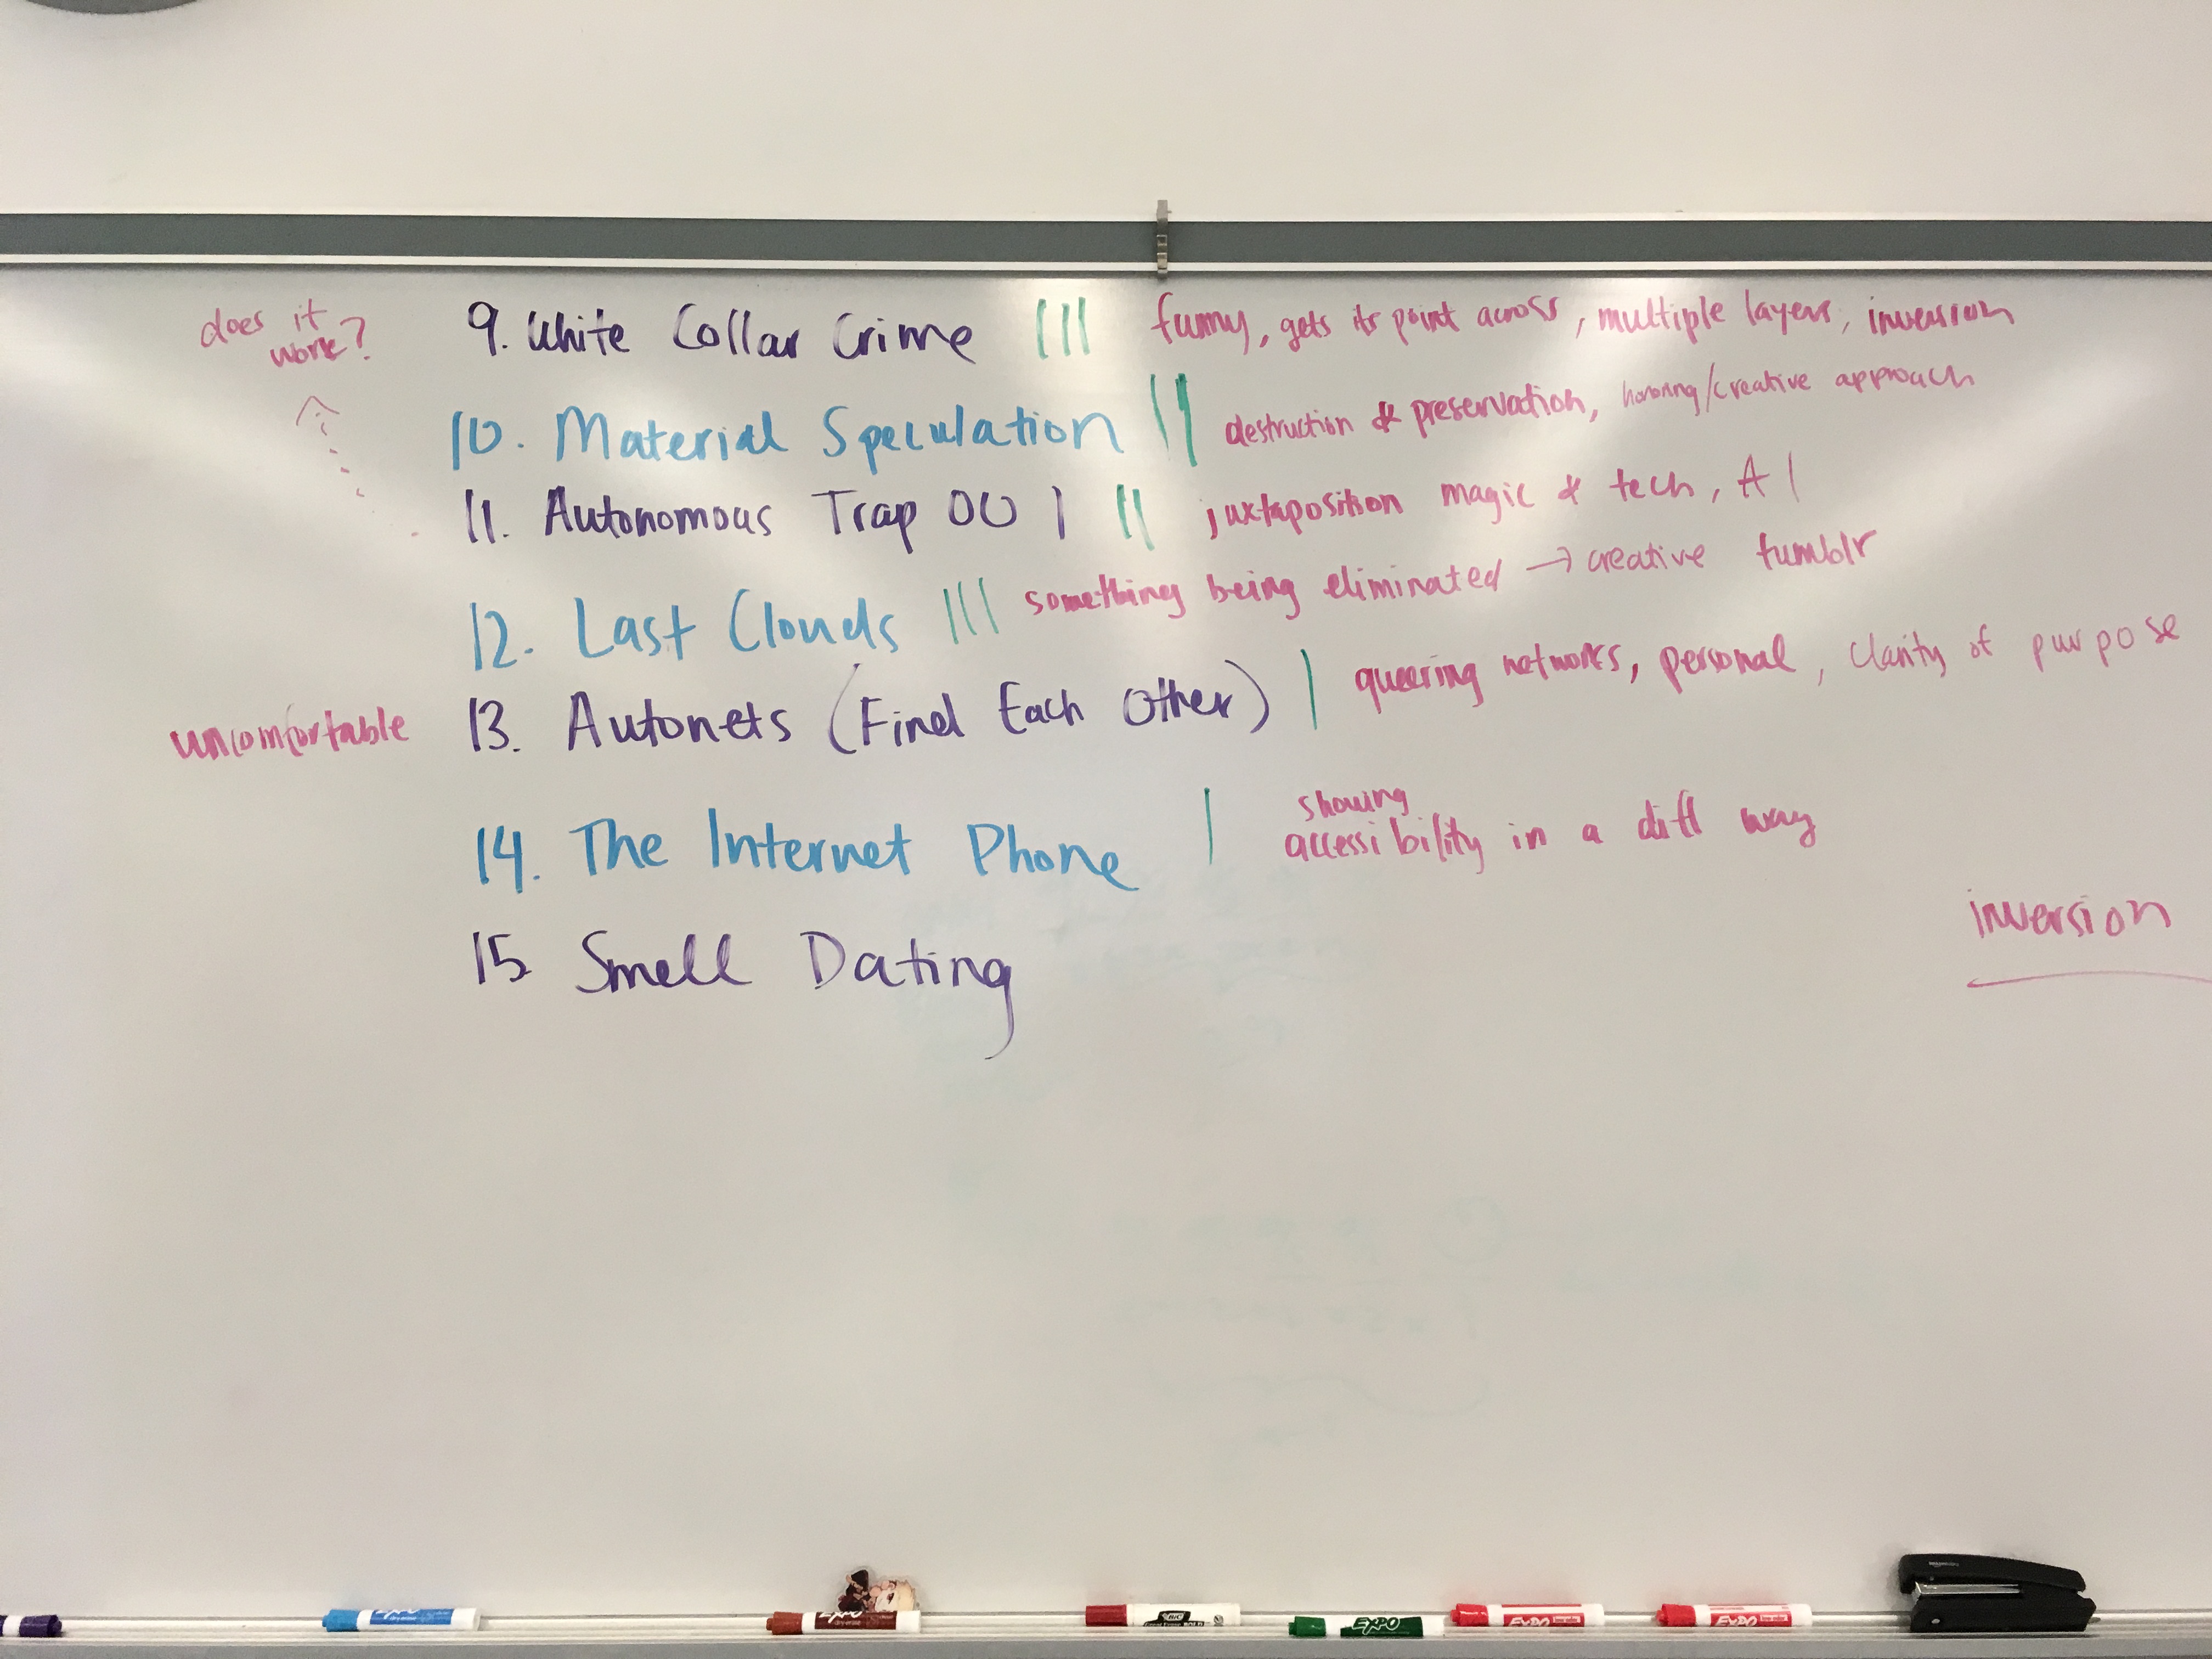 does it work? 9. White Collar Crime ||| funny, gets its point across, multiple layers, inversion
10. Material Speculation || destruction & preservation, honoring/creative approach
11. Autonomous Trap 001 || juxtaposition magic & tech, AI
12. Last Clouds ||| something being eliminated → creative tumblr
uncomfortable 13. Autonets (Find Each Other) | queering networks, personal, clarity of purpose
14. The Internet Phone | showing accessibility in a diff way
inversion
15 Smell Dating
EXPO
EXPO
BIC
EXPO
EXPO
EXPO